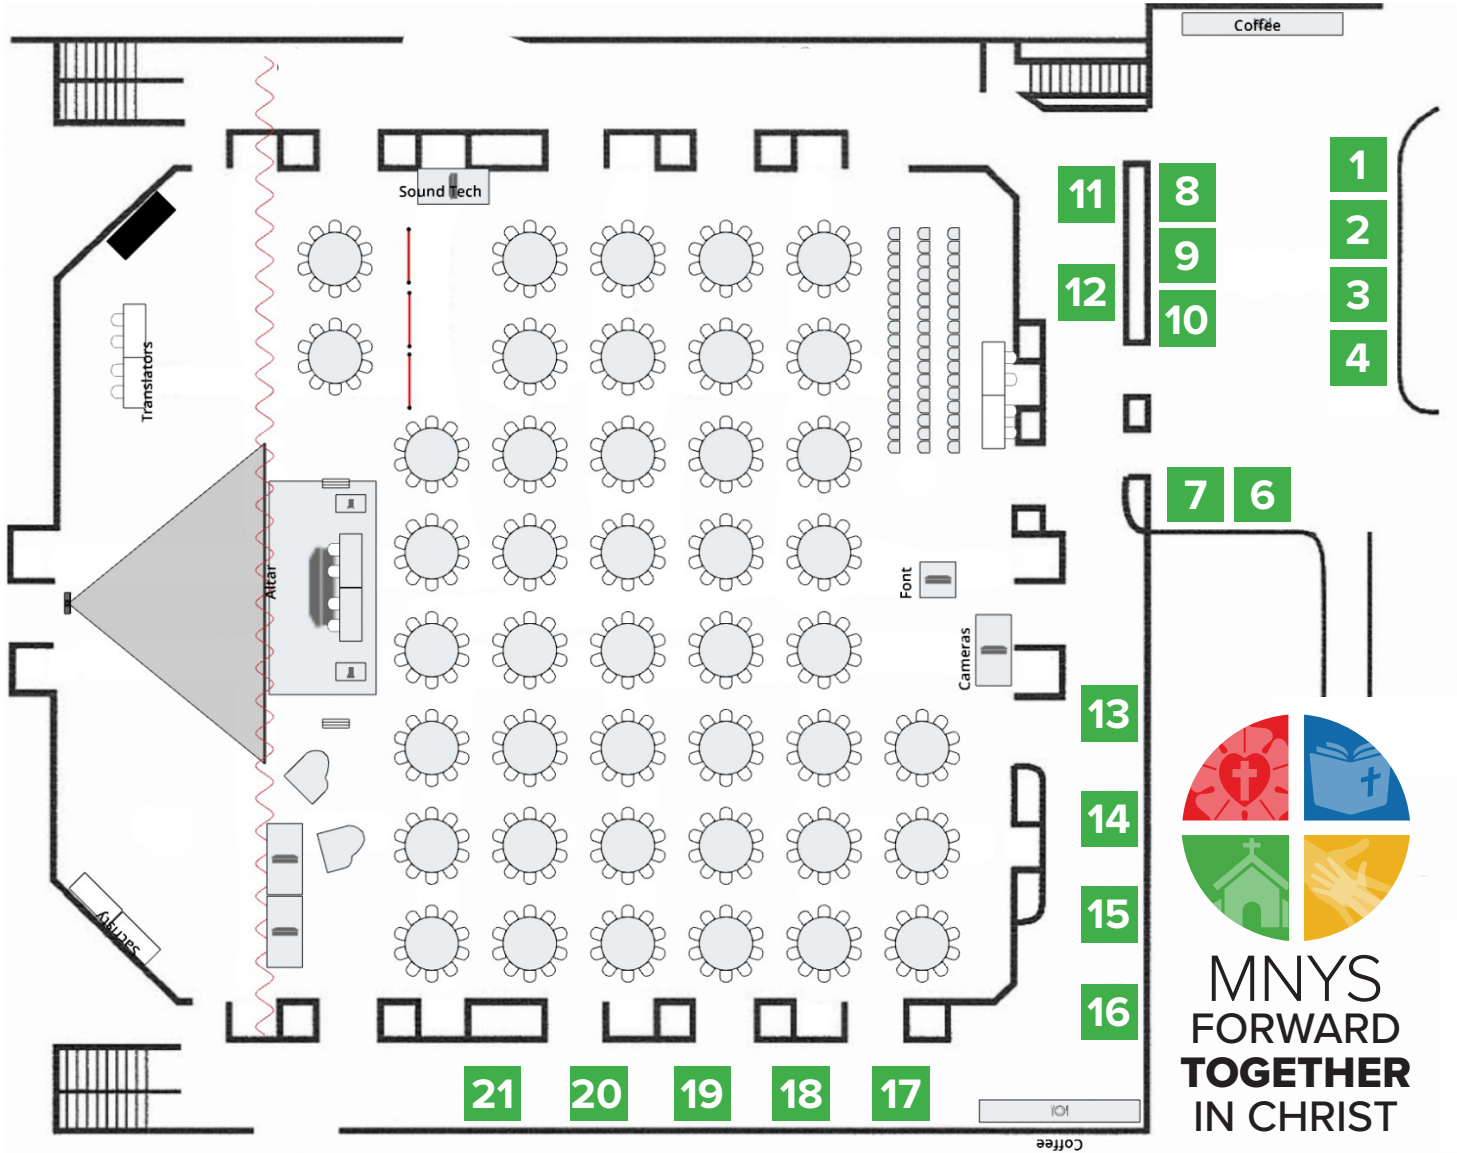 Coffee
1
11
8
Sound Tech
2
9
12
3
10
4
Translators
7
6
Altar
Font
Cameras
13
14
15
Sacristy
MNYS
16
FORWARD
TOGETHER
21
20
19
18
17
IN CHRIST
Coffee